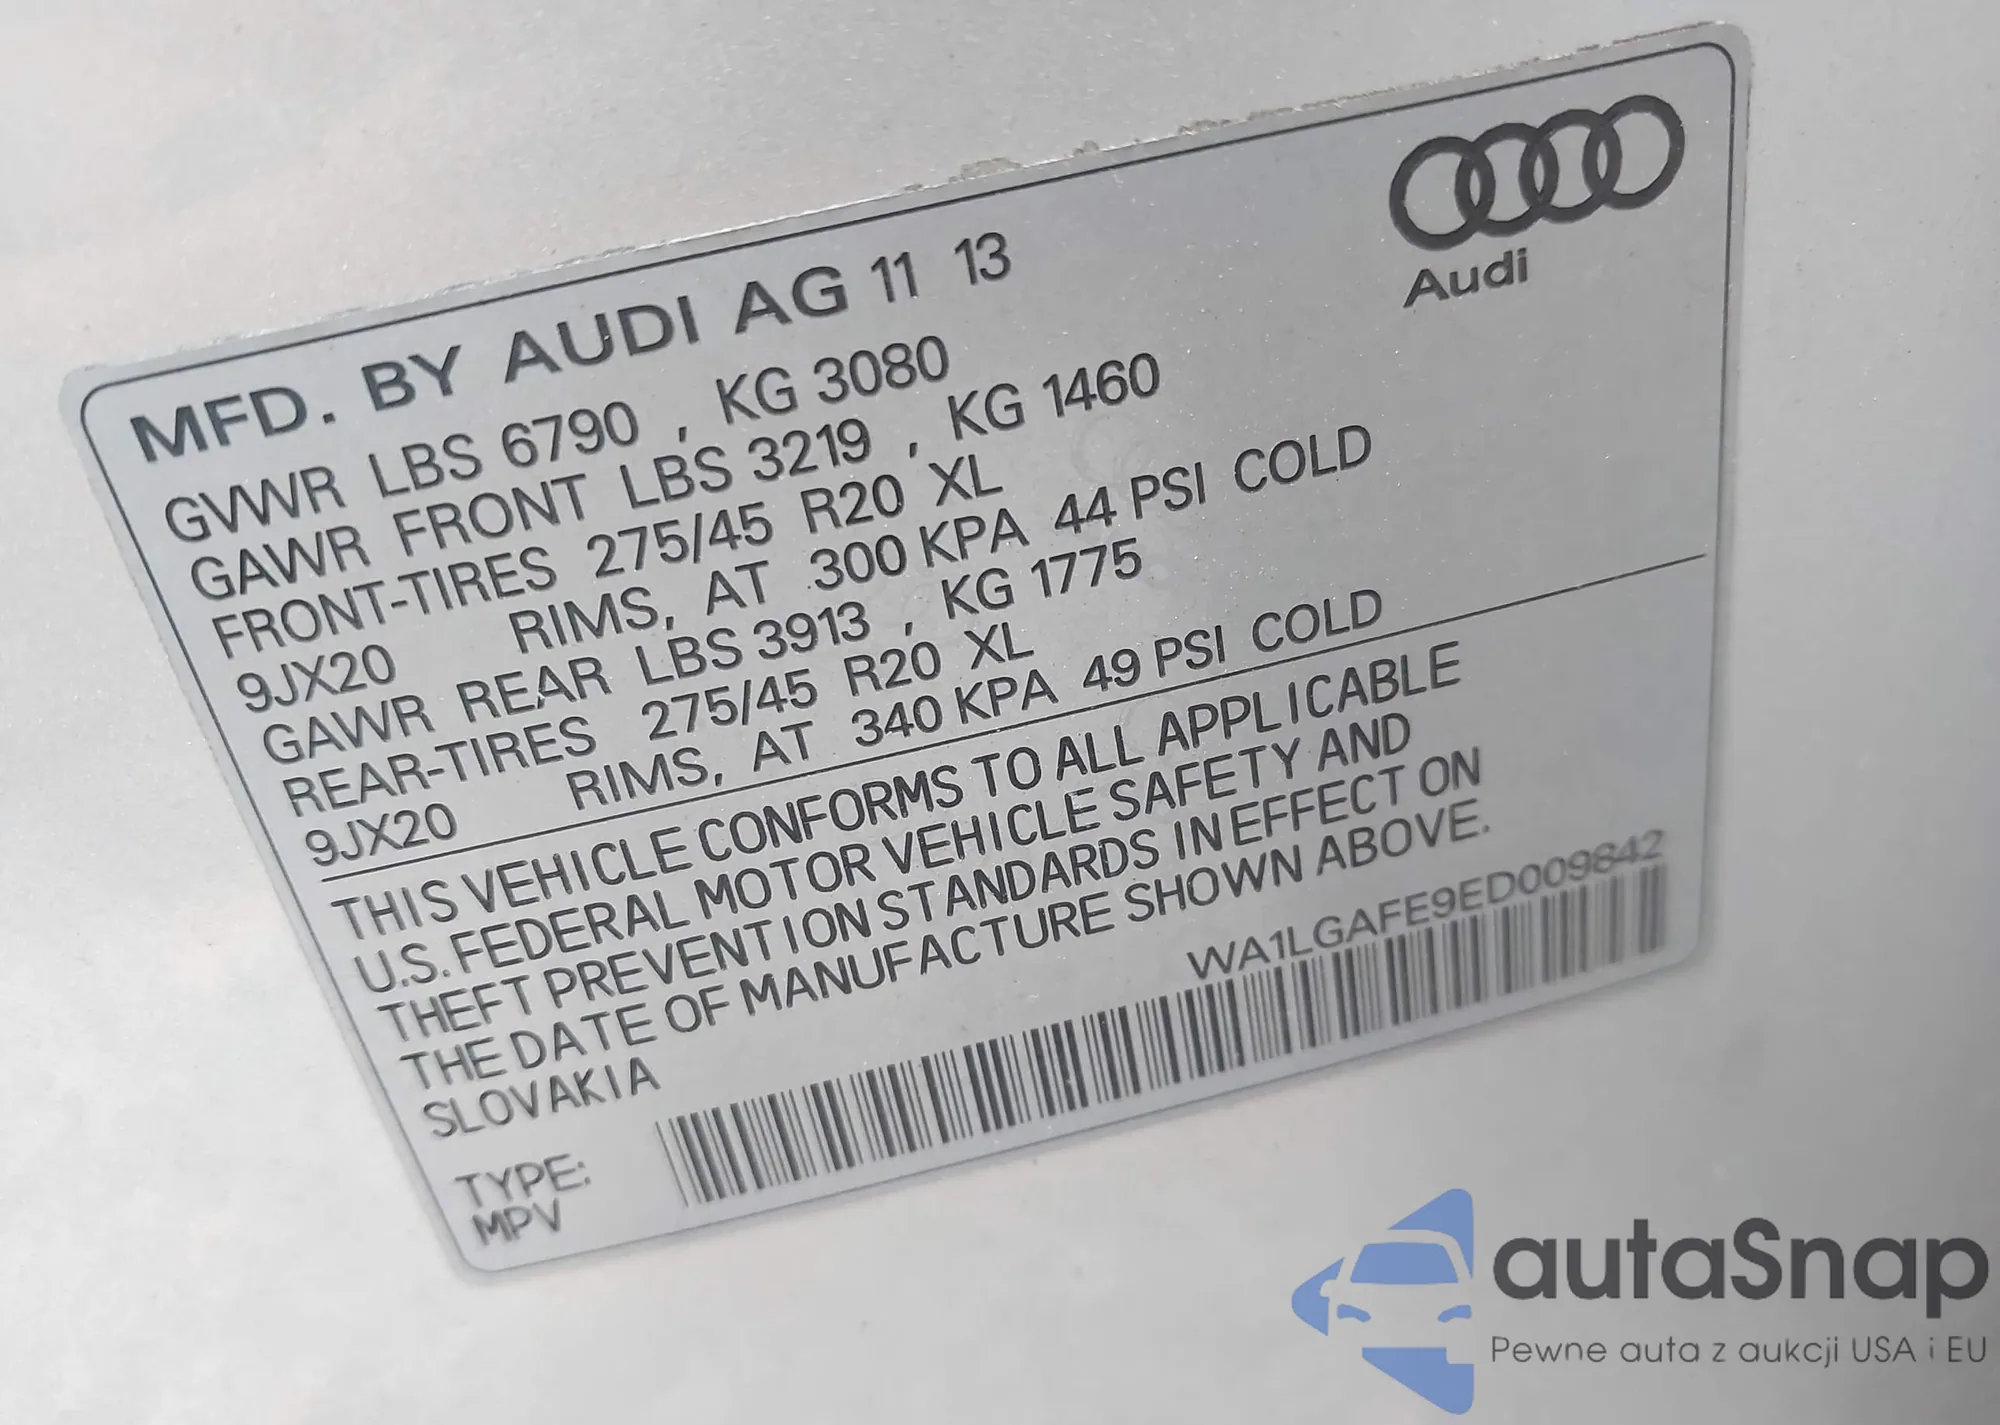 Audi
MFD. BY AUDI AG 11 13
GVWR LBS 6790 , KG 3080
GAWR FRONT LBS 3219 , KG 1460
FRONT-TIRES 275/45 R20 XL
9JX20 RIMS, AT 300 KPA 44 PSI COLD
GAWR REAR LBS 3913 , KG 1775
REAR-TIRES 275/45 R20 XL
9JX20 RIMS, AT 340 KPA 49 PSI COLD
THIS VEHICLE CONFORMS TO ALL APPLICABLE
U.S. FEDERAL MOTOR VEHICLE SAFETY AND
THEFT PREVENTION STANDARDS IN EFFECT ON
THE DATE OF MANUFACTURE SHOWN ABOVE.
SLOVAKIA
WA1LGAFE9ED009842
TYPE:
MPV
autaSnap
Pewne auta z aukcji USA i EU